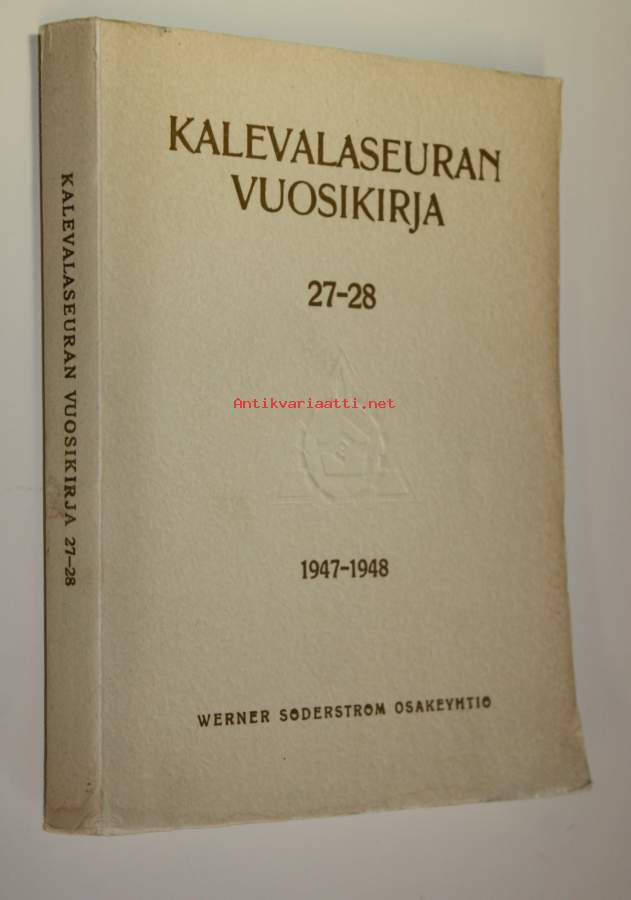 KALEVALASEURAN
VUOSIKIRJA
27-28
Antikvariaatti.net
1947-1948
WERNER SÖDERSTRÖM OSAKEYHTIÖ
KALEVALASEURAN VUOSIKIRJA 27-28